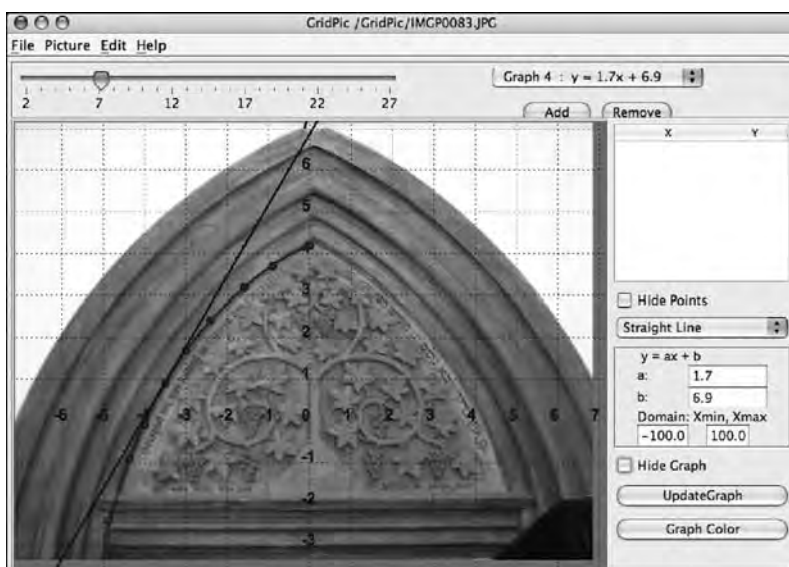 GridPic /GridPic/IMGP0083.JPG
File Picture Edit Help
Graph 4 : y = 1.7x + 6.9
2 7 12 17 22 27
Add Remove
X Y
7
6
5
4
3
2
1
-6 -5 -4 -3 -2 -1 0 1 2 3 4 5 6 7
-1
-2
-3
Hide Points
Straight Line
y = ax + b
a: 1.7
b: 6.9
Domain: Xmin, Xmax
-100.0 100.0
Hide Graph
UpdateGraph
Graph Color